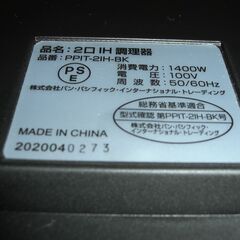 品名：2口 IH 調理器
品番：PPIT-2IH-BK
PS
E
消費電力：1400W
電圧：100V
周波数：50/60Hz
株式会社パン・パシフィック・インターナショナル・トレーディング
総務省基準適合
型式確認 第PPIT-2IH-BK号
株式会社パン・パシフィック・
インターナショナル・トレーディング
MADE IN CHINA
2020040273